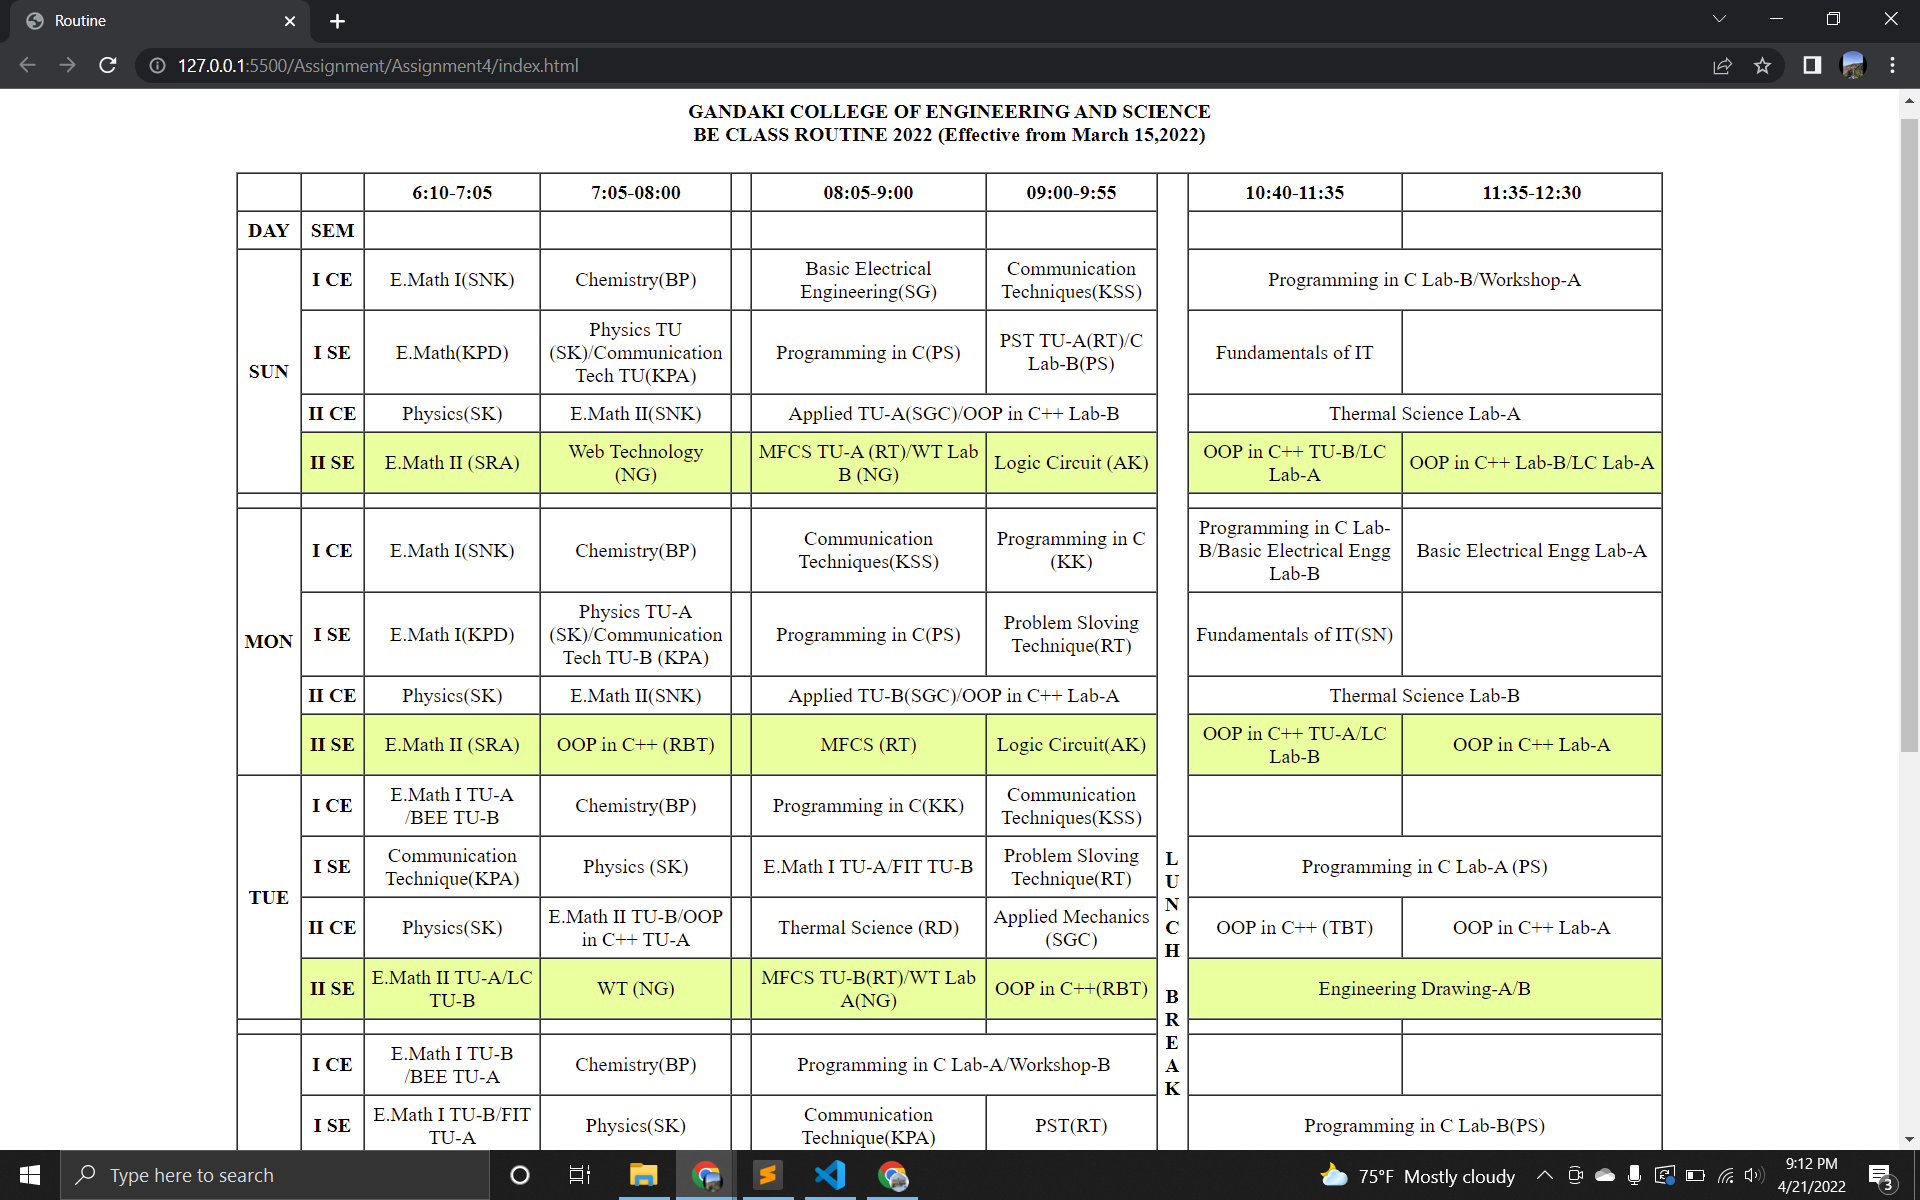 Routine
127.0.0.1:5500/Assignment/Assignment4/index.html
GANDAKI COLLEGE OF ENGINEERING AND SCIENCE
BE CLASS ROUTINE 2022 (Effective from March 15,2022)
6:10-7:05 7:05-08:00 08:05-9:00 09:00-9:55 10:40-11:35 11:35-12:30
DAY SEM
SUN
I CE
E.Math I(SNK)
Chemistry(BP)
Basic Electrical
Engineering(SG)
Communication
Techniques(KSS)
Programming in C Lab-B/Workshop-A
I SE
E.Math(KPD)
Physics TU
(SK)/Communication
Tech TU(KPA)
Programming in C(PS)
PST TU-A(RT)/C
Lab-B(PS)
Fundamentals of IT
II CE
Physics(SK)
E.Math II(SNK)
Applied TU-A(SGC)/OOP in C++ Lab-B
Thermal Science Lab-A
II SE
E.Math II (SRA)
Web Technology
(NG)
MFCS TU-A (RT)/WT Lab
B (NG)
Logic Circuit (AK)
OOP in C++ TU-B/LC
Lab-A
OOP in C++ Lab-B/LC Lab-A
MON
I CE
E.Math I(SNK)
Chemistry(BP)
Communication
Techniques(KSS)
Programming in C
(KK)
Programming in C Lab-
B/Basic Electrical Engg
Lab-B
Basic Electrical Engg Lab-A
I SE
E.Math I(KPD)
Physics TU-A
(SK)/Communication
Tech TU-B (KPA)
Programming in C(PS)
Problem Sloving
Technique(RT)
Fundamentals of IT(SN)
II CE
Physics(SK)
E.Math II(SNK)
Applied TU-B(SGC)/OOP in C++ Lab-A
Thermal Science Lab-B
II SE
E.Math II (SRA)
OOP in C++ (RBT)
MFCS (RT)
Logic Circuit(AK)
OOP in C++ TU-A/LC
Lab-B
OOP in C++ Lab-A
TUE
I CE
E.Math I TU-A
/BEE TU-B
Chemistry(BP)
Programming in C(KK)
Communication
Techniques(KSS)
I SE
Communication
Technique(KPA)
Physics (SK)
E.Math I TU-A/FIT TU-B
Problem Sloving
Technique(RT)
Programming in C Lab-A (PS)
II CE
Physics(SK)
E.Math II TU-B/OOP
in C++ TU-A
Thermal Science (RD)
Applied Mechanics
(SGC)
OOP in C++ (TBT)
OOP in C++ Lab-A
II SE
E.Math II TU-A/LC
TU-B
WT (NG)
MFCS TU-B(RT)/WT Lab
A(NG)
OOP in C++(RBT)
Engineering Drawing-A/B
L
U
N
C
H
B
R
E
A
K
I CE
E.Math I TU-B
/BEE TU-A
Chemistry(BP)
Programming in C Lab-A/Workshop-B
I SE
E.Math I TU-B/FIT
TU-A
Physics(SK)
Communication
Technique(KPA)
PST(RT)
Programming in C Lab-B(PS)
Type here to search
75°F Mostly cloudy
9:12 PM
4/21/2022
3